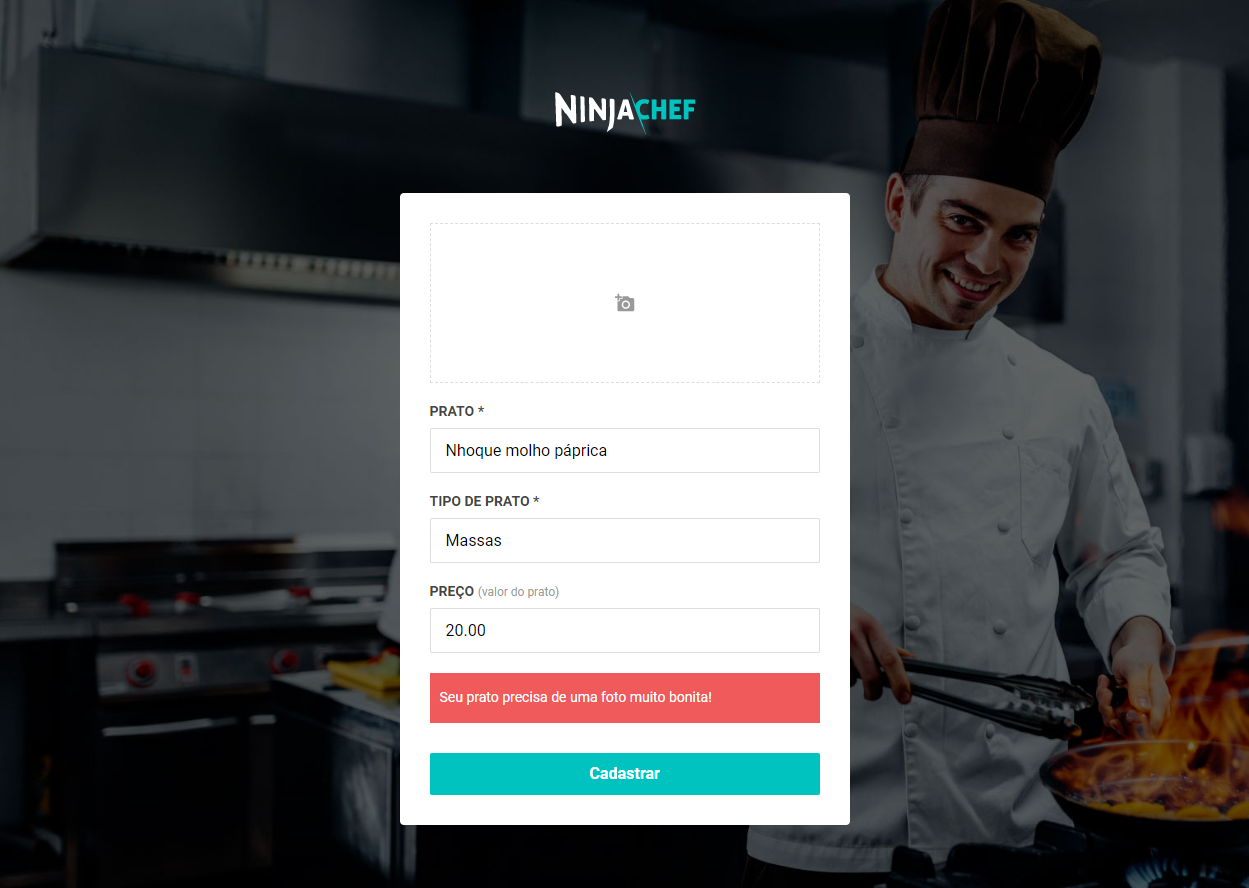 NINJACHEF
PRATO *
Nhoque molho páprica
TIPO DE PRATO *
Massas
PREÇO (valor do prato)
20.00
Seu prato precisa de uma foto muito bonita!
Cadastrar